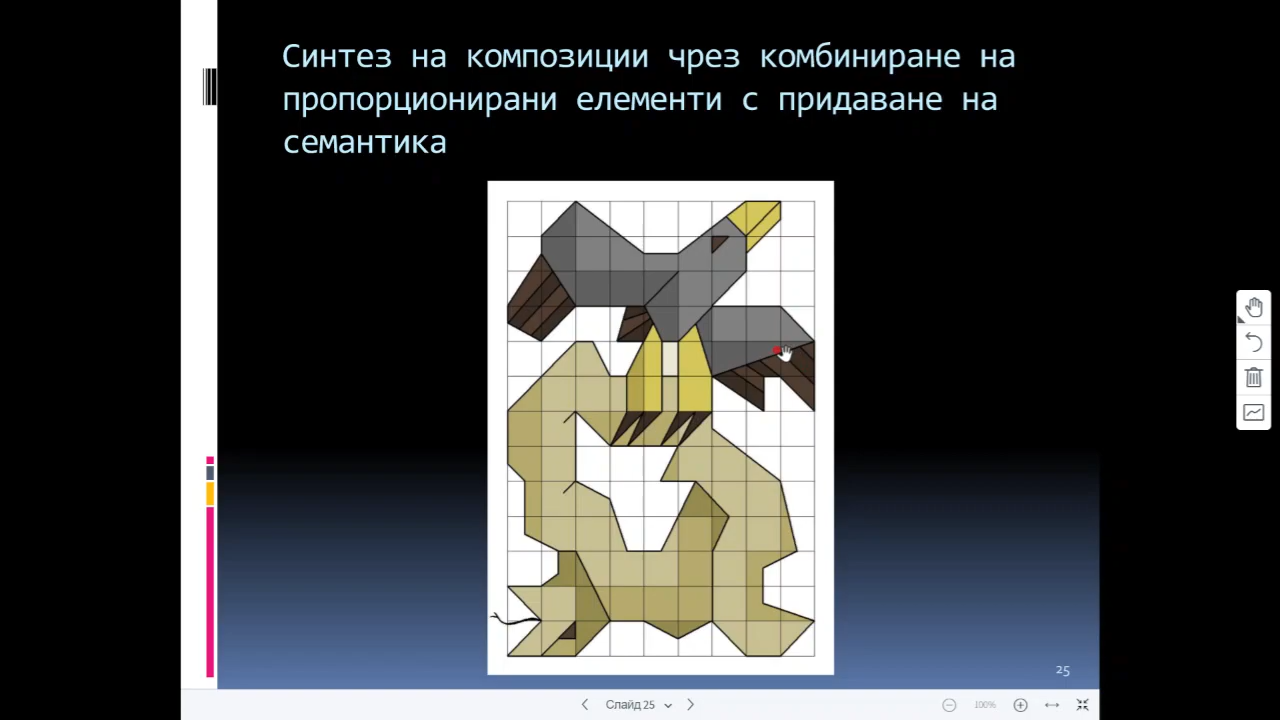 Синтез на композиции чрез комбиниране на
пропорционирани елементи с придаване на
семантика
25
Слайд 25
100%